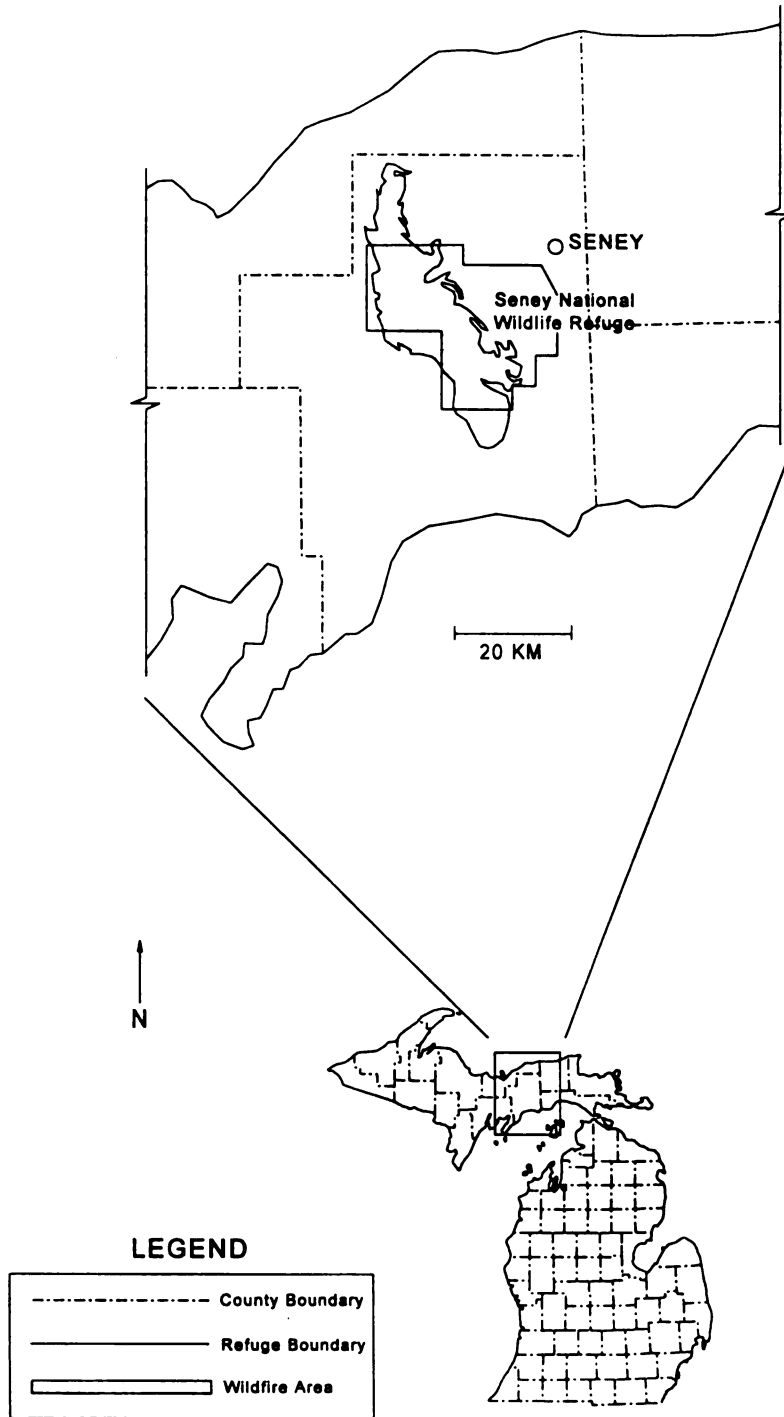 SENEY
Seney National
Wildlife Refuge
20 KM
N
LEGEND
County Boundary
Refuge Boundary
Wildfire Area